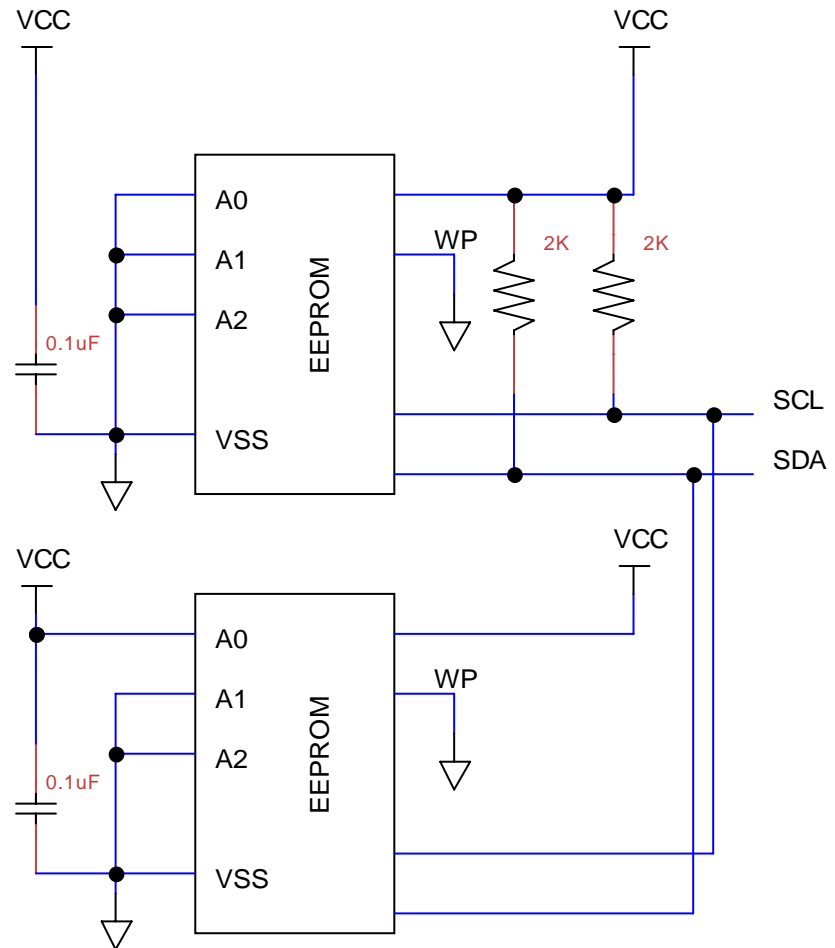 VCC
VCC
A0
A1
A2
VSS
EEPROM
WP
2K
2K
0.1uF
SCL
SDA
VCC
VCC
A0
A1
A2
VSS
EEPROM
WP
0.1uF